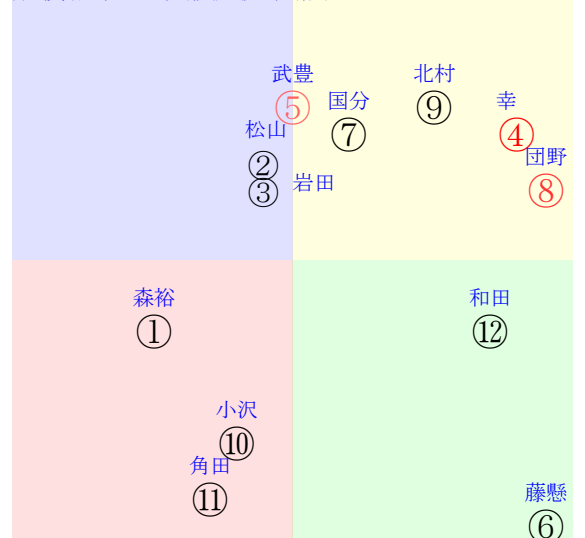 武豊
⑤
国分
⑦
北村
⑨
幸
④
松山
②
③
岩田
団野
⑧
森裕
①
和田
⑫
小沢
⑩
角田
⑪
藤懸
⑥